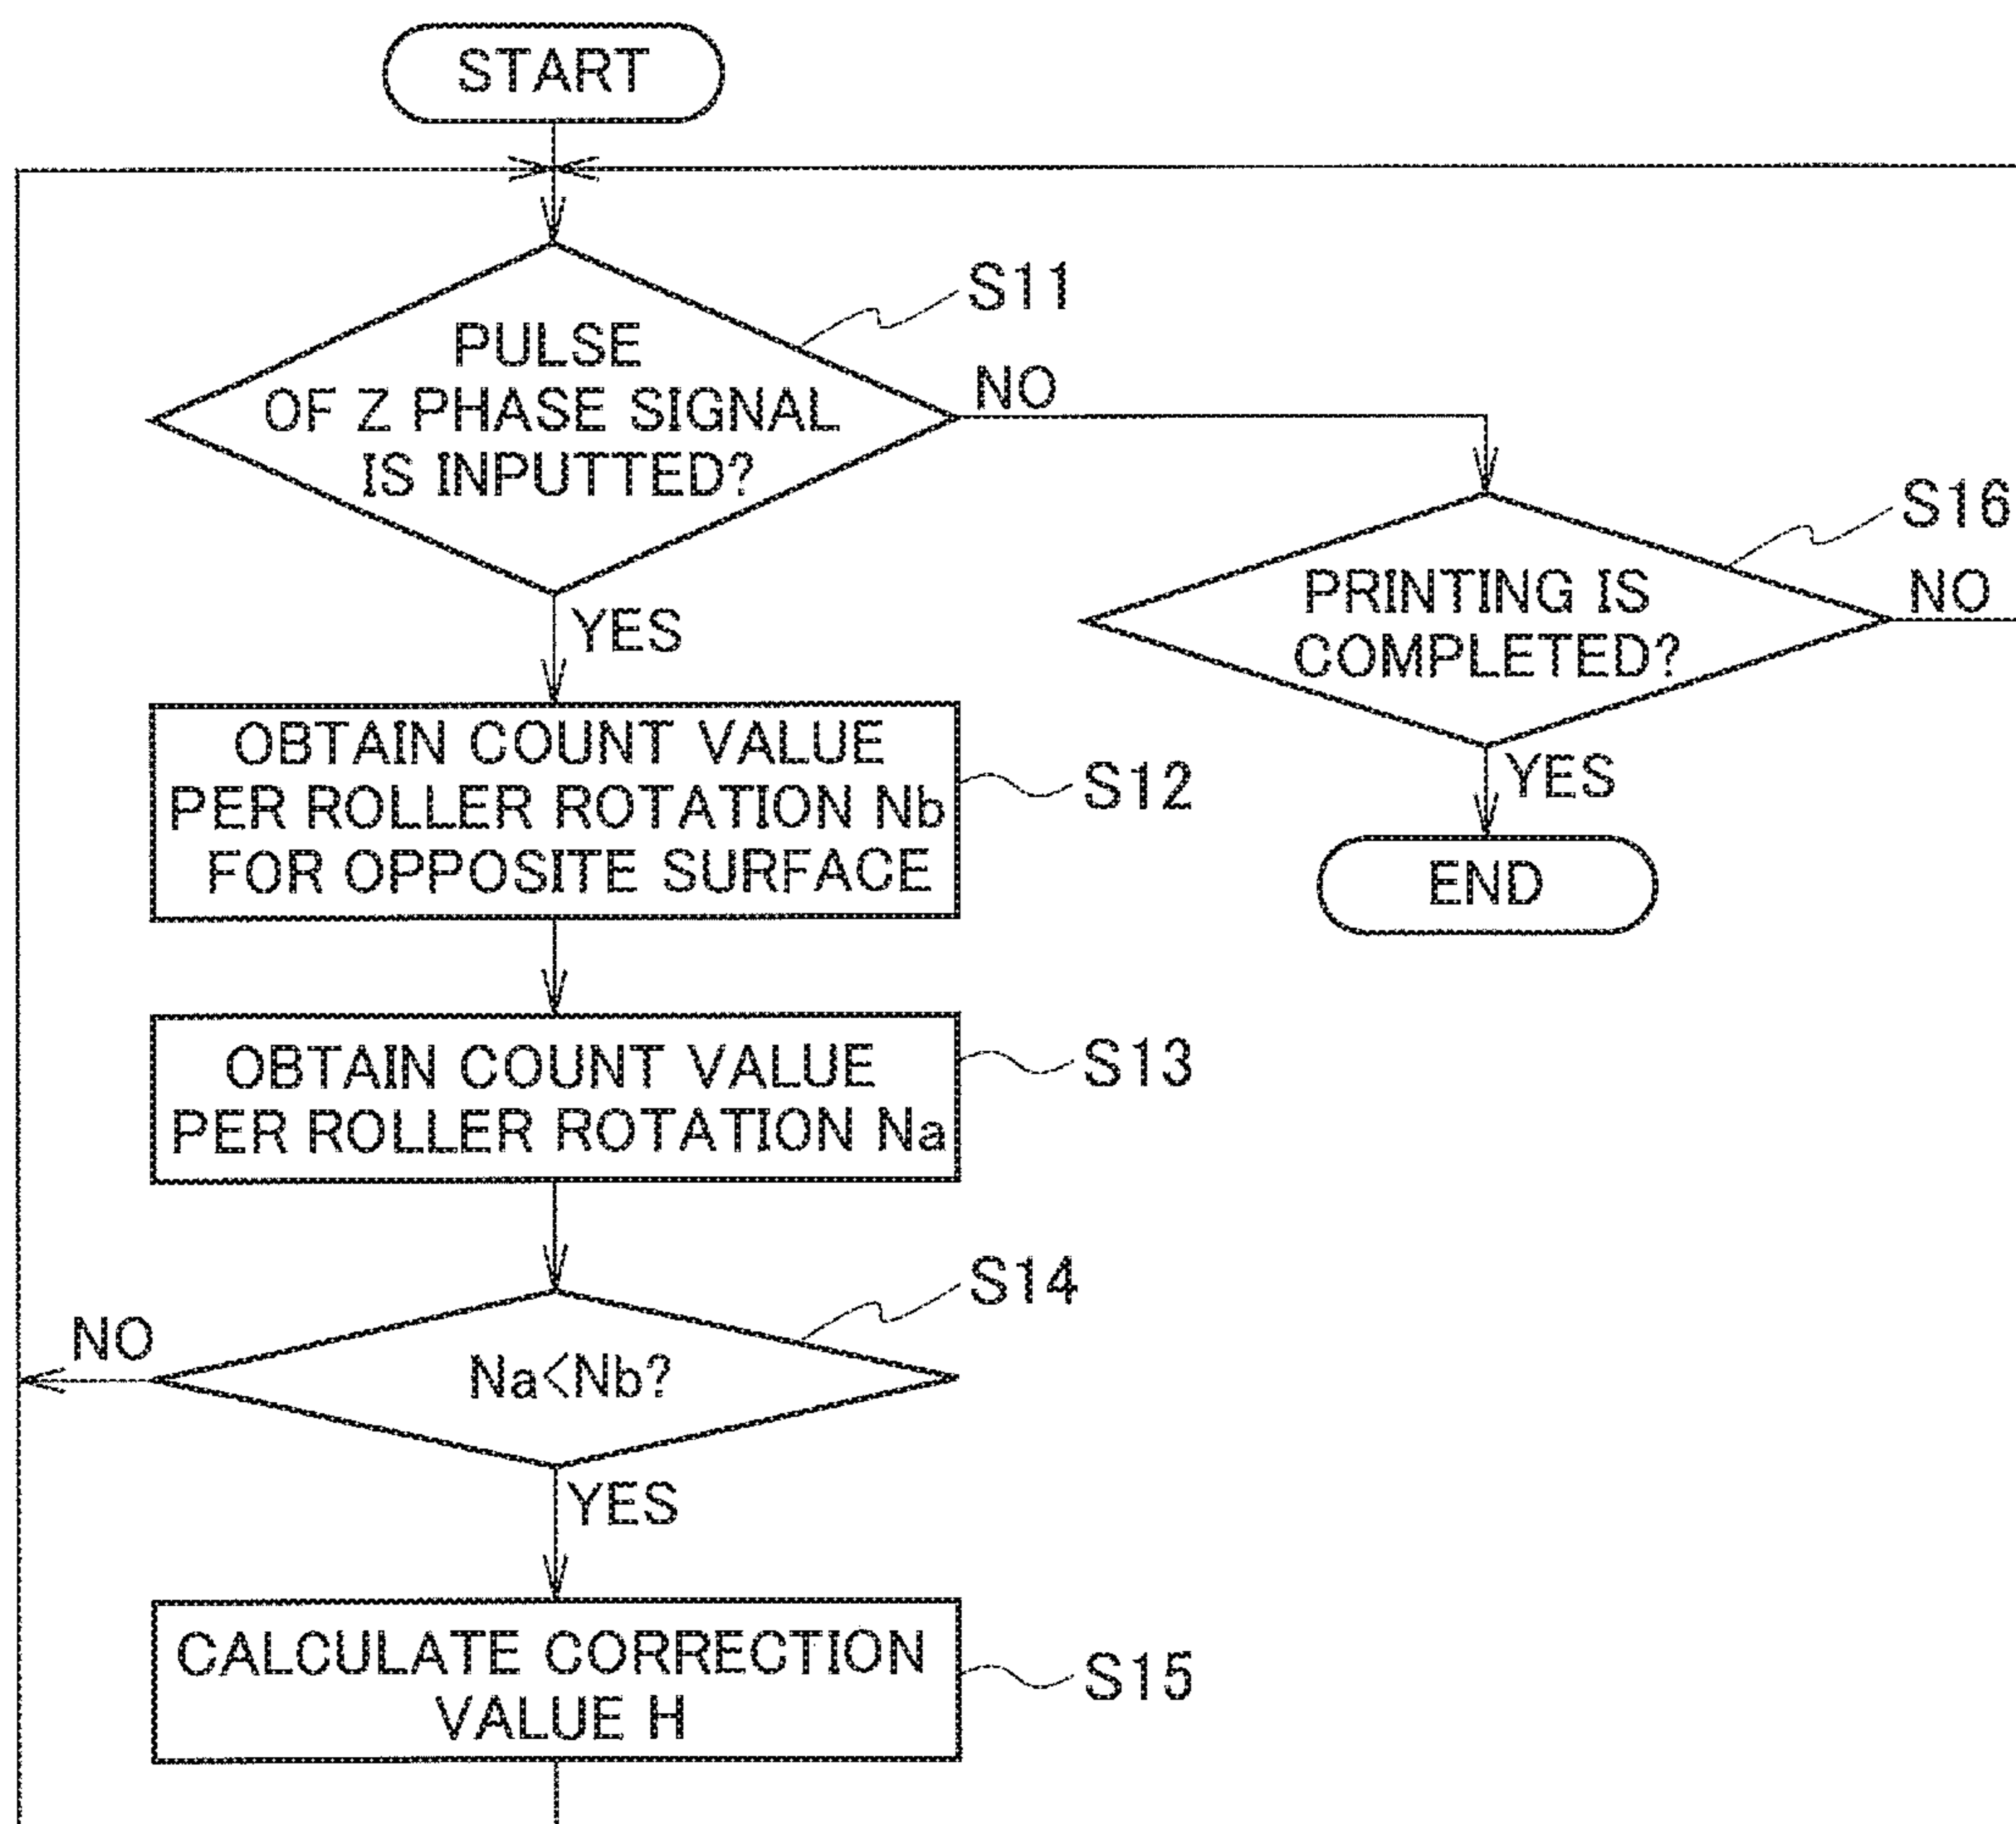 START
S11
PULSE
OF Z PHASE SIGNAL
IS INPUTTED?
NO
YES
S16
PRINTING IS
COMPLETED?
NO
YES
END
OBTAIN COUNT VALUE
PER ROLLER ROTATION Nb
FOR OPPOSITE SURFACE
S12
OBTAIN COUNT VALUE
PER ROLLER ROTATION Na
S13
S14
NO
Na<Nb?
YES
CALCULATE CORRECTION
VALUE H
S15